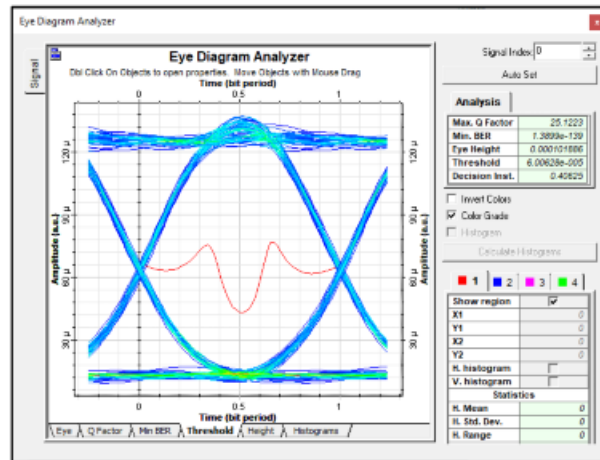 Eye Diagram Analyzer
Signal
Eye Diagram Analyzer
Dbl Click On Objects to open properties. Move Objects with Mouse Drag
Time (bit period)
0 0.5 1
Amplitude (a.u.)
120 µ
90 µ
60 µ
30 µ
Amplitude (a.u.)
120 µ
90 µ
60 µ
30 µ
0 0.5 1
Time (bit period)
Eye Q Factor Min BER Threshold Height Histograms
Signal Index: 0
Auto Set
Analysis
Max. Q Factor 25.1223
Min. BER 1.3899e-139
Eye Height 0.000101886
Threshold 6.00628e-005
Decision Inst. 0.40625
Invert Colors
Color Grade
Histogram
Calculate Histograms
1 2 3 4
Show region
X1 0
Y1 0
X2 0
Y2 0
H. histogram
V. histogram
Statistics
H. Mean 0
H. Std. Dev. 0
H. Range 0